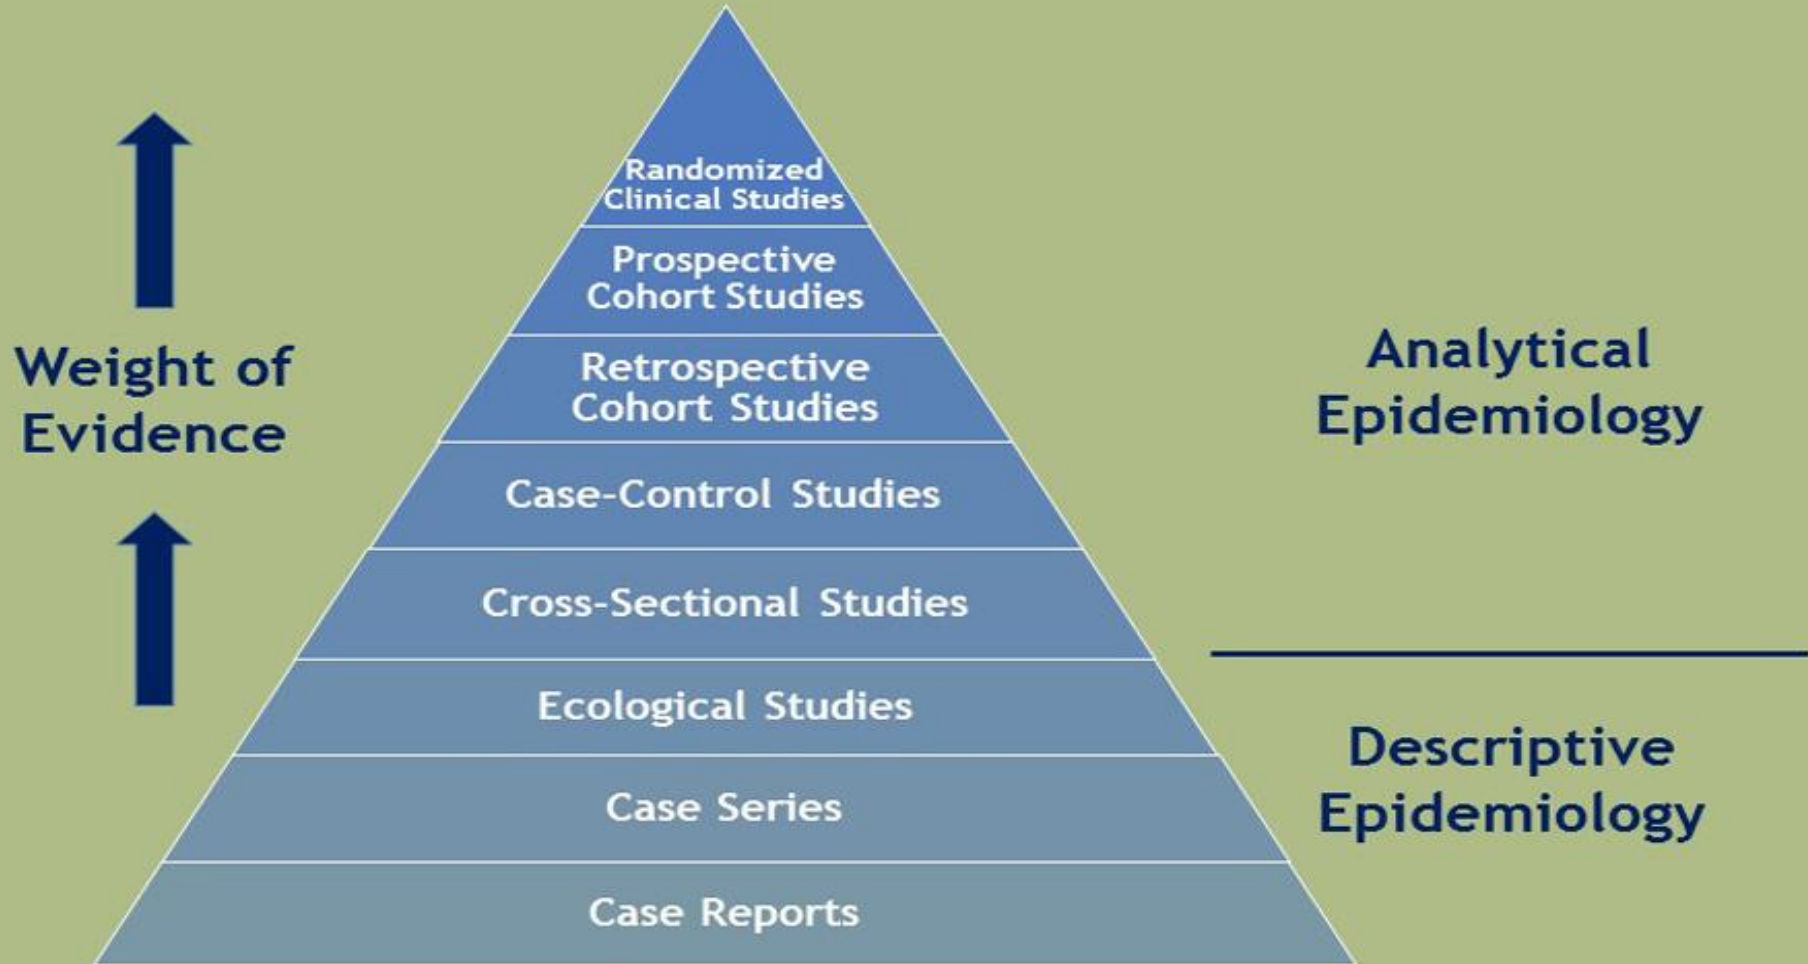 Randomized
Clinical Studies
Prospective
Cohort Studies
Retrospective
Cohort Studies
Case-Control Studies
Cross-Sectional Studies
Ecological Studies
Case Series
Case Reports
Weight of
Evidence
Analytical
Epidemiology
Descriptive
Epidemiology